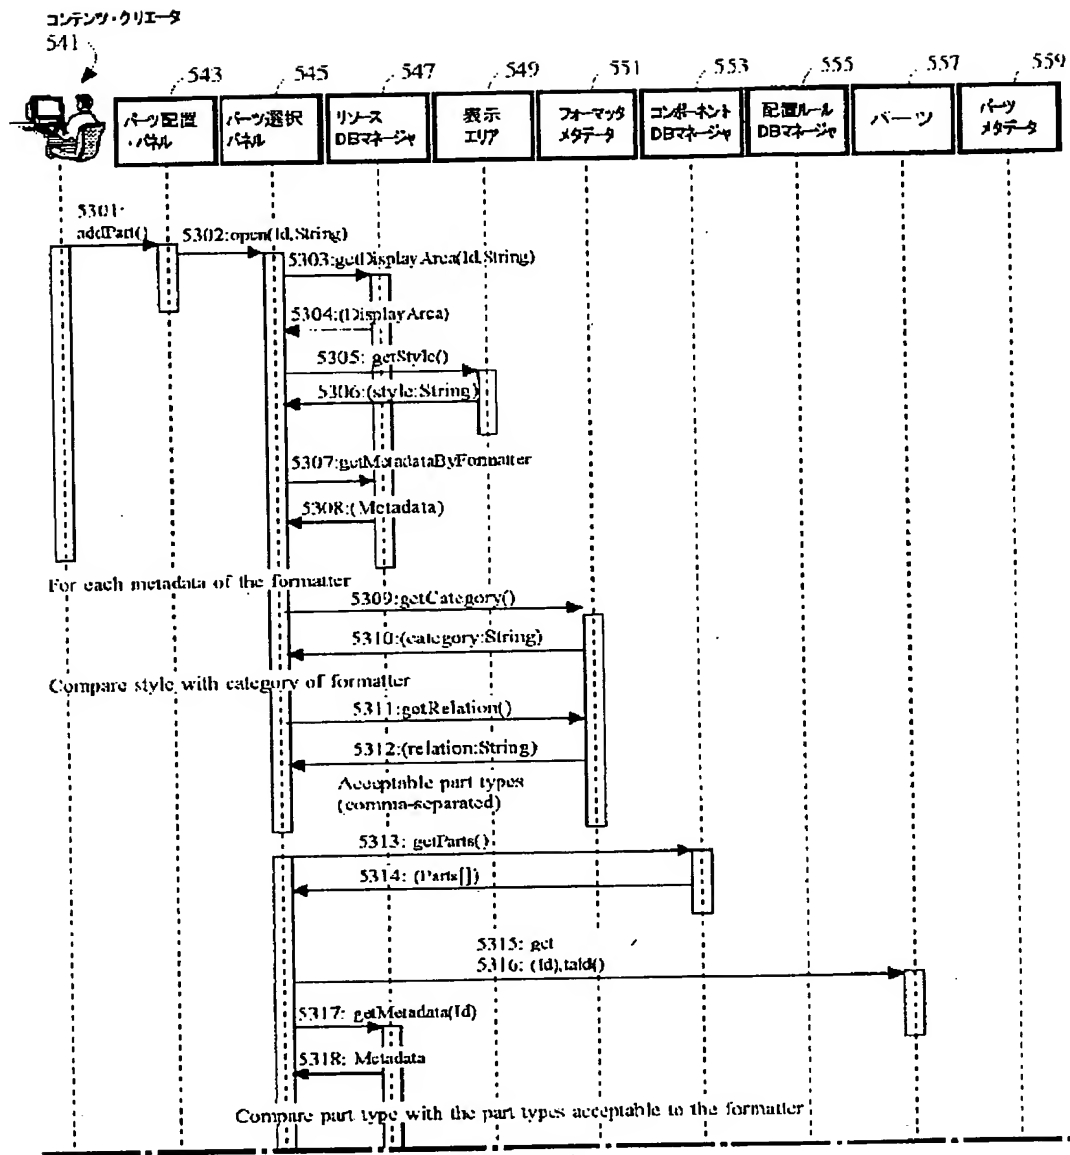 コンテンツ・クリエータ
541
543
545
547
549
551
553
555
557
559
パーツ配置
・パネル
パーツ選択
パネル
リソース
DBマネージャ
表示
エリア
フォーマッタ
メタデータ
コンポーネント
DBマネージャ
配置ルール
DBマネージャ
パーツ
パーツ
メタデータ
5301:
addPart()
5302:open(Id,String)
5303:getDisplayArea(Id,String)
5304:(DisplayArea)
5305: getStyle()
5306:(style:String)
5307:getMetadataByFormatter
5308:(Metadata)
For each metadata of the formatter
5309:getCategory()
5310:(category:String)
Compare style with category of formatter
5311:getRelation()
5312:(relation:String)
Acceptable part types
(comma-separated)
5313: getParts()
5314: (Parts[])
5315: get
5316: (Id),taId()
5317: getMetadata(Id)
5318: Metadata
Compare part type with the part types acceptable to the formatter